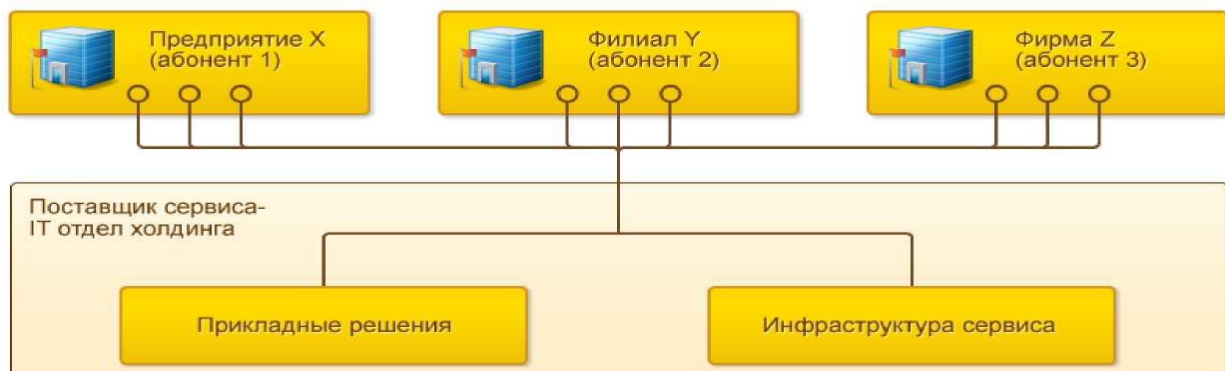 Предприятие X
(абонент 1)
Филиал Y
(абонент 2)
Фирма Z
(абонент 3)
Поставщик сервиса-
IT отдел холдинга
Прикладные решения
Инфраструктура сервиса